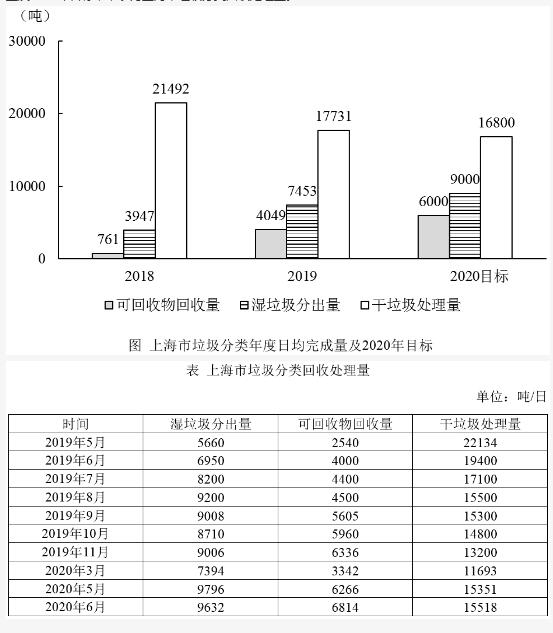 （吨）
30000
20000
10000
0
761
3947
21492
4049
7453
17731
6000
9000
16800
2018
2019
2020目标
可回收物回收量 湿垃圾分出量 干垃圾处理量
图 上海市垃圾分类年度日均完成量及2020年目标
表 上海市垃圾分类回收处理量
单位：吨/日
时间 湿垃圾分出量 可回收物回收量 干垃圾处理量
2019年5月 5660 2540 22134
2019年6月 6950 4000 19400
2019年7月 8200 4400 17100
2019年8月 9200 4500 15500
2019年9月 9008 5605 15300
2019年10月 8710 5960 14800
2019年11月 9006 6336 13200
2020年3月 7394 3342 11693
2020年5月 9796 6266 15351
2020年6月 9632 6814 15518